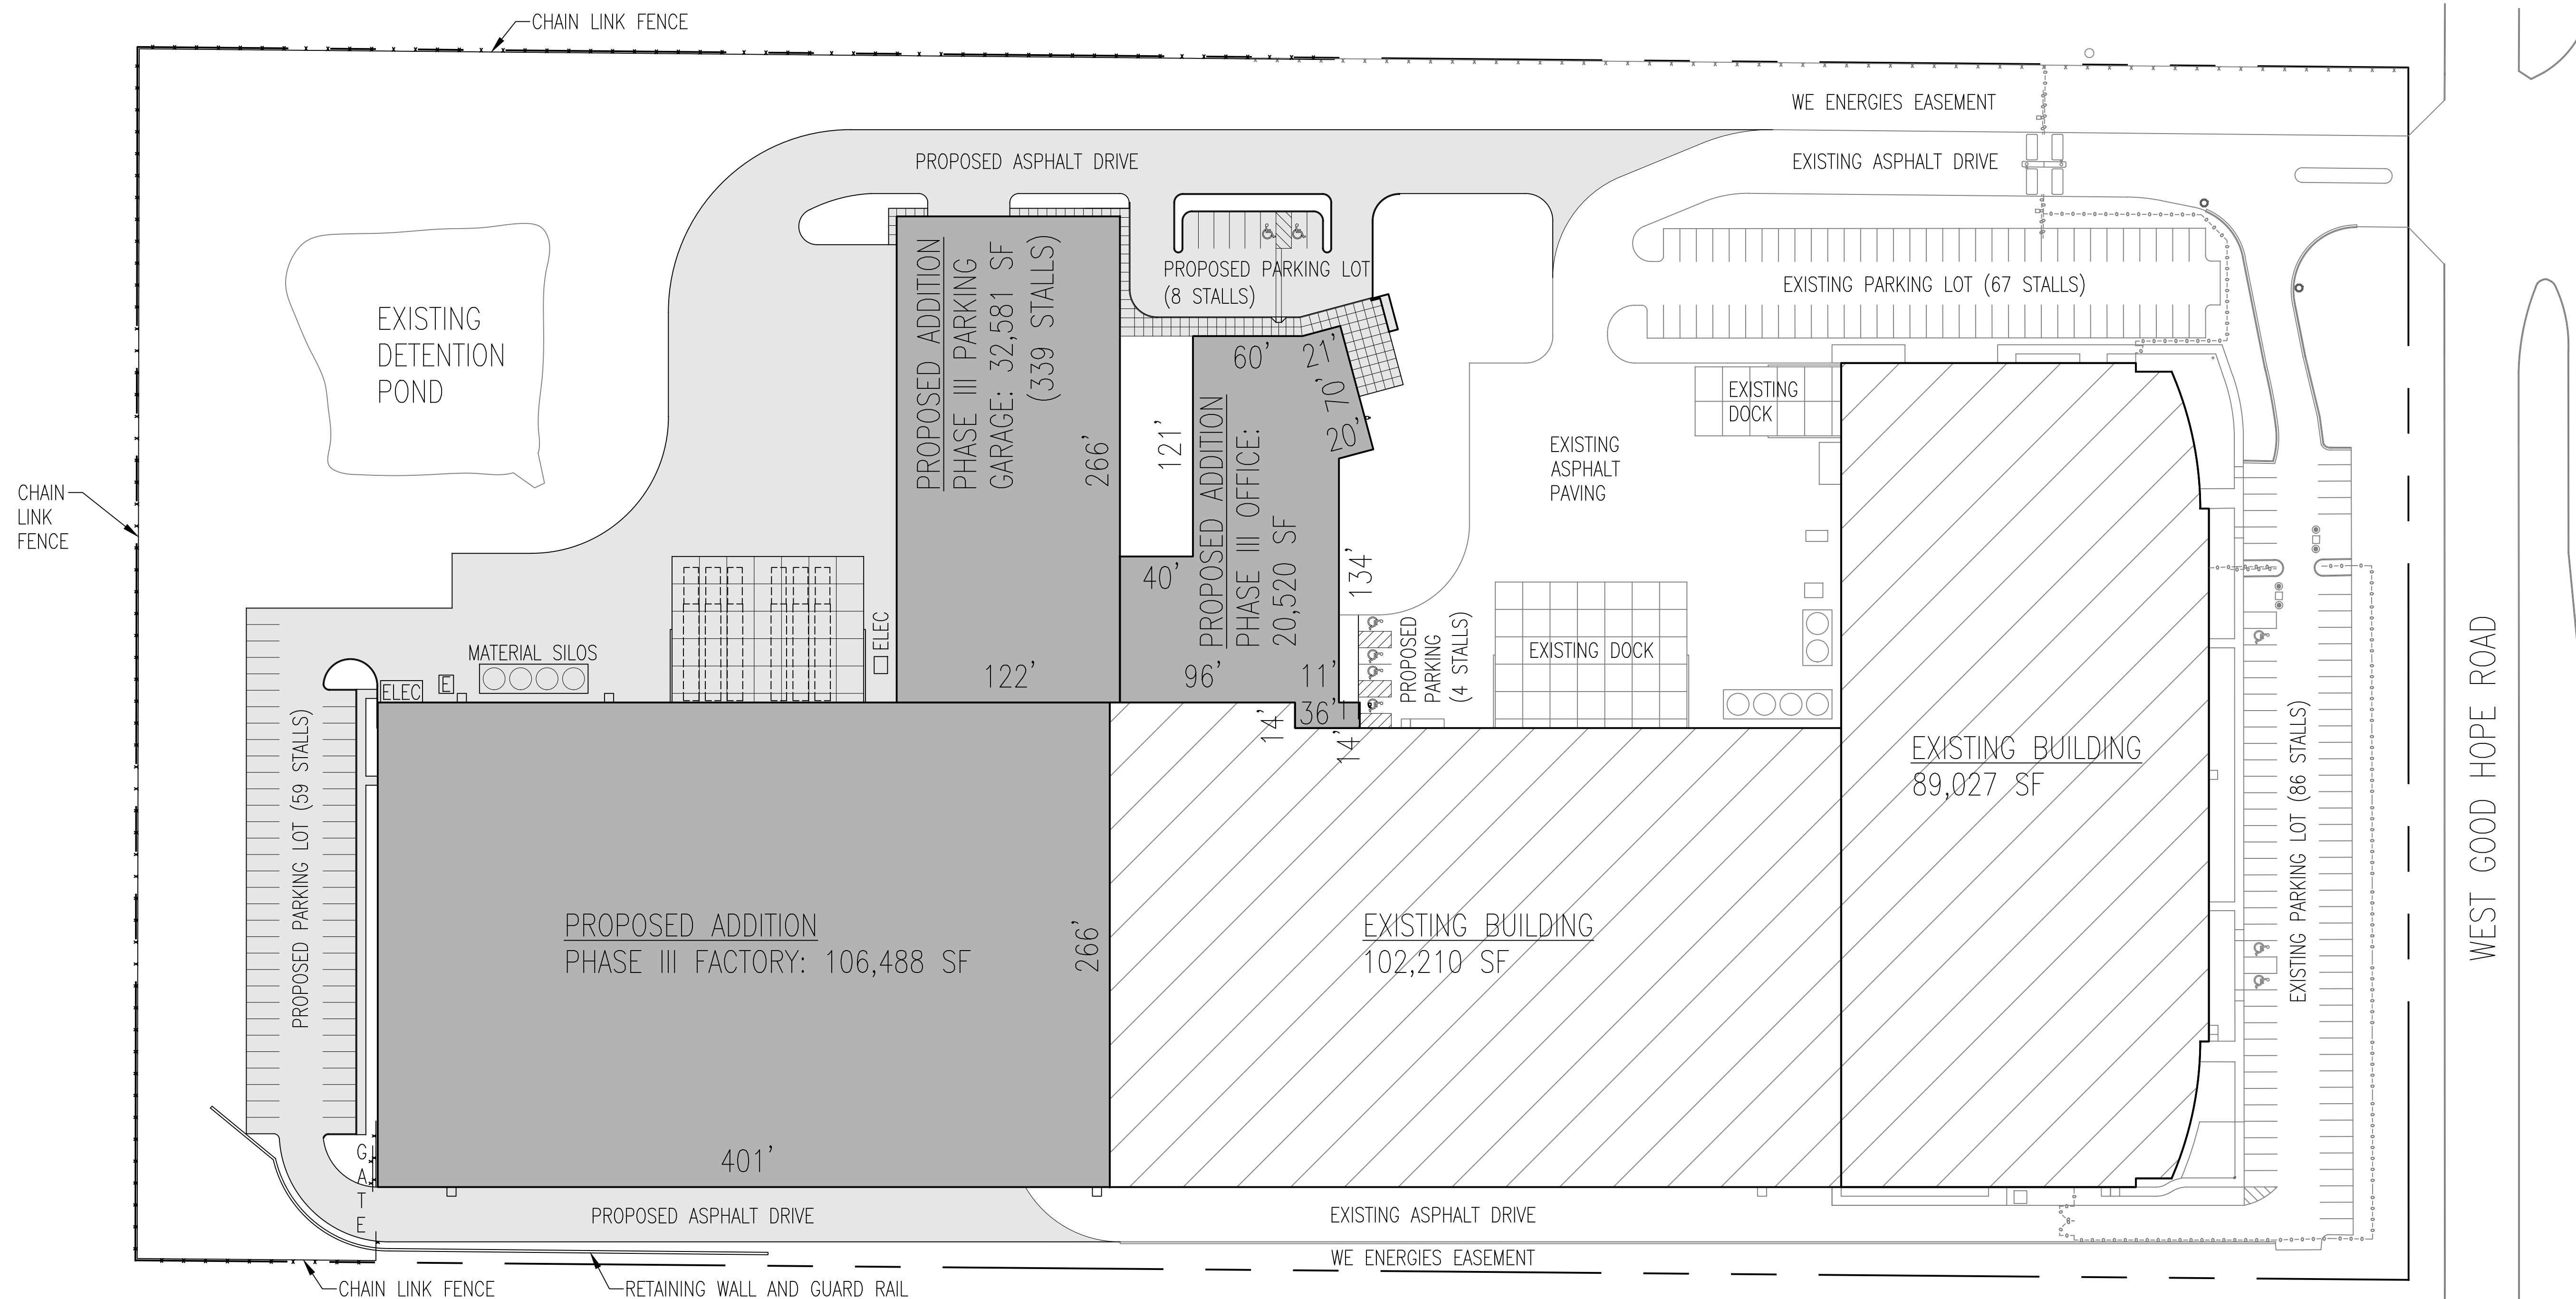 CHAIN LINK FENCE
WE ENERGIES EASEMENT
PROPOSED ASPHALT DRIVE
EXISTING ASPHALT DRIVE
PROPOSED ADDITION
PHASE III PARKING
GARAGE: 32,581 SF
(339 STALLS)
266'
122'
PROPOSED PARKING LOT
(8 STALLS)
EXISTING PARKING LOT (67 STALLS)
EXISTING
DETENTION
POND
60'
21'
70'
20'
121'
40'
134'
PROPOSED ADDITION
PHASE III OFFICE:
20,520 SF
96'
11'
36'
14'
14'
EXISTING
DOCK
EXISTING
ASPHALT
PAVING
CHAIN
LINK
FENCE
PROPOSED
PARKING
(4 STALLS)
EXISTING DOCK
MATERIAL SILOS
ELEC
ELEC
E
PROPOSED PARKING LOT (59 STALLS)
PROPOSED ADDITION
PHASE III FACTORY: 106,488 SF
266'
401'
EXISTING BUILDING
102,210 SF
EXISTING BUILDING
89,027 SF
EXISTING PARKING LOT (86 STALLS)
WEST GOOD HOPE ROAD
GATE
PROPOSED ASPHALT DRIVE
EXISTING ASPHALT DRIVE
WE ENERGIES EASEMENT
CHAIN LINK FENCE
RETAINING WALL AND GUARD RAIL